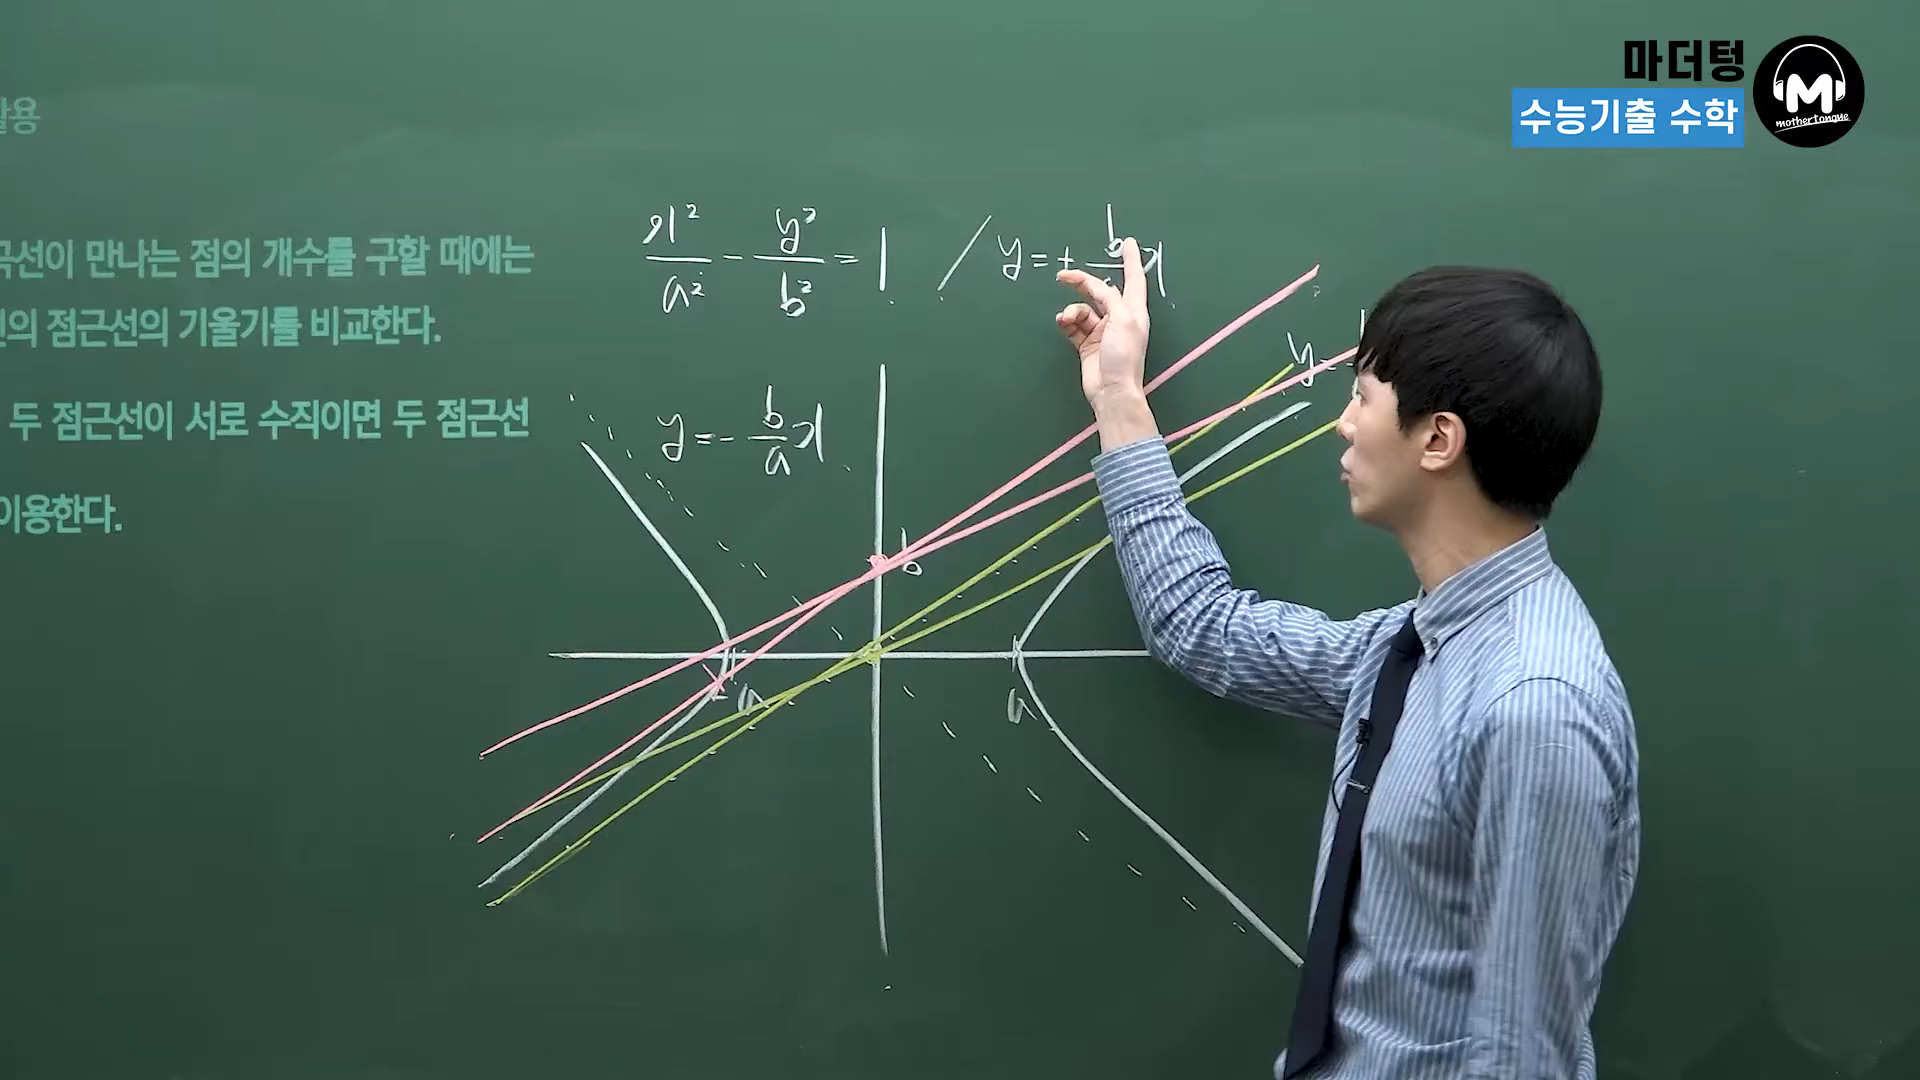 마더텅
수능기출 수학
M
mothertongue
활용
곡선이 만나는 점의 개수를 구할 때에는
선의 점근선의 기울기를 비교한다.
두 점근선이 서로 수직이면 두 점근선
이용한다.
x²/a² - y²/b² = 1 / y = ± b/ x
y =
y = - b/a x
b
a
a